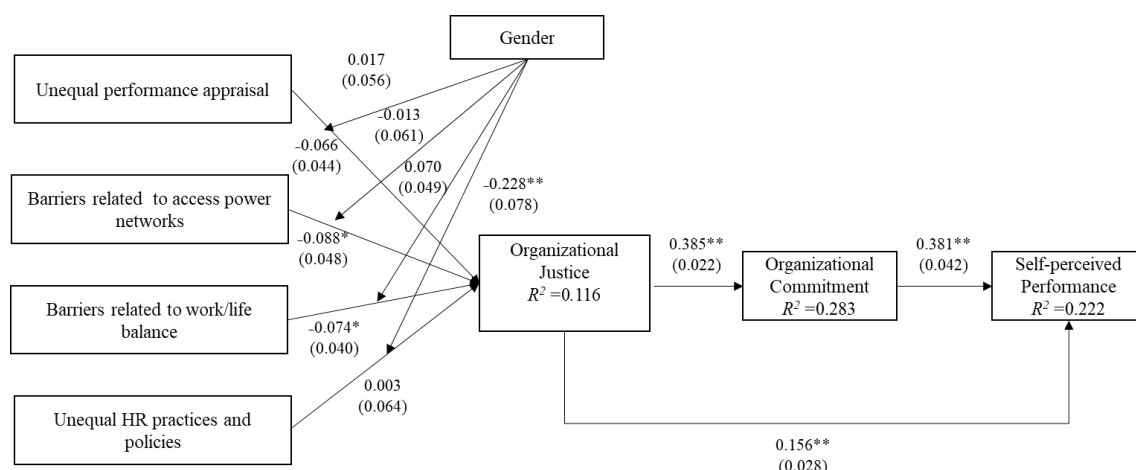 Gender
Unequal performance appraisal
0.017
(0.056)
−0.013
(0.061)
−0.066
(0.044)
0.070
(0.049)
−0.228**
(0.078)
Barriers related to access power
networks
−0.088*
(0.048)
Organizational
Justice
R² =0.116
0.385**
(0.022)
Organizational
Commitment
R² =0.283
0.381**
(0.042)
Self-perceived
Performance
R² =0.222
Barriers related to work/life
balance
−0.074*
(0.040)
0.003
(0.064)
Unequal HR practices and
policies
0.156**
(0.028)